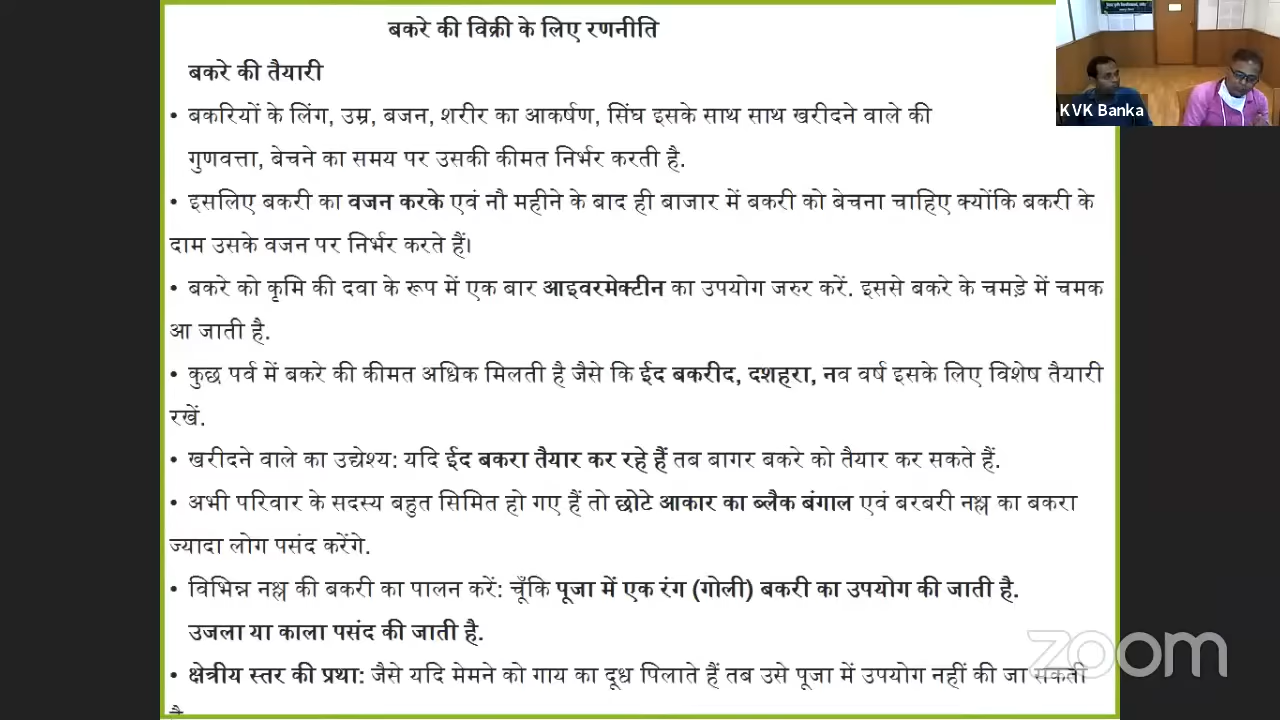 बकरे की विक्री के लिए रणनीति
बकरे की तैयारी
• बकरियों के लिंग, उम्र, बजन, शरीर का आकर्षण, सिंघ इसके साथ साथ खरीदने वाले की
गुणवत्ता, बेचने का समय पर उसकी कीमत निर्भर करती है.
• इसलिए बकरी का वजन करके एवं नौ महीने के बाद ही बाजार में बकरी को बेचना चाहिए क्योंकि बकरी के
दाम उसके वजन पर निर्भर करते हैं।
• बकरे को कृमि की दवा के रूप में एक बार आइवरमेक्टीन का उपयोग जरुर करें. इससे बकरे के चमड़े में चमक
आ जाती है.
• कुछ पर्व में बकरे की कीमत अधिक मिलती है जैसे कि ईद बकरीद, दशहरा, नव वर्ष इसके लिए विशेष तैयारी
रखें.
• खरीदने वाले का उद्येश्य: यदि ईद बकरा तैयार कर रहे हैं तब बागर बकरे को तैयार कर सकते हैं.
• अभी परिवार के सदस्य बहुत सिमित हो गए हैं तो छोटे आकार का ब्लैक बंगाल एवं बरबरी नश्ल का बकरा
ज्यादा लोग पसंद करेंगे.
• विभिन्न नश्ल की बकरी का पालन करें: चूँकि पूजा में एक रंग (गोली) बकरी का उपयोग की जाती है.
उजला या काला पसंद की जाती है.
• क्षेत्रीय स्तर की प्रथा: जैसे यदि मेमने को गाय का दूध पिलाते हैं तब उसे पूजा में उपयोग नहीं की जा सकती
KVK Banka
zoom